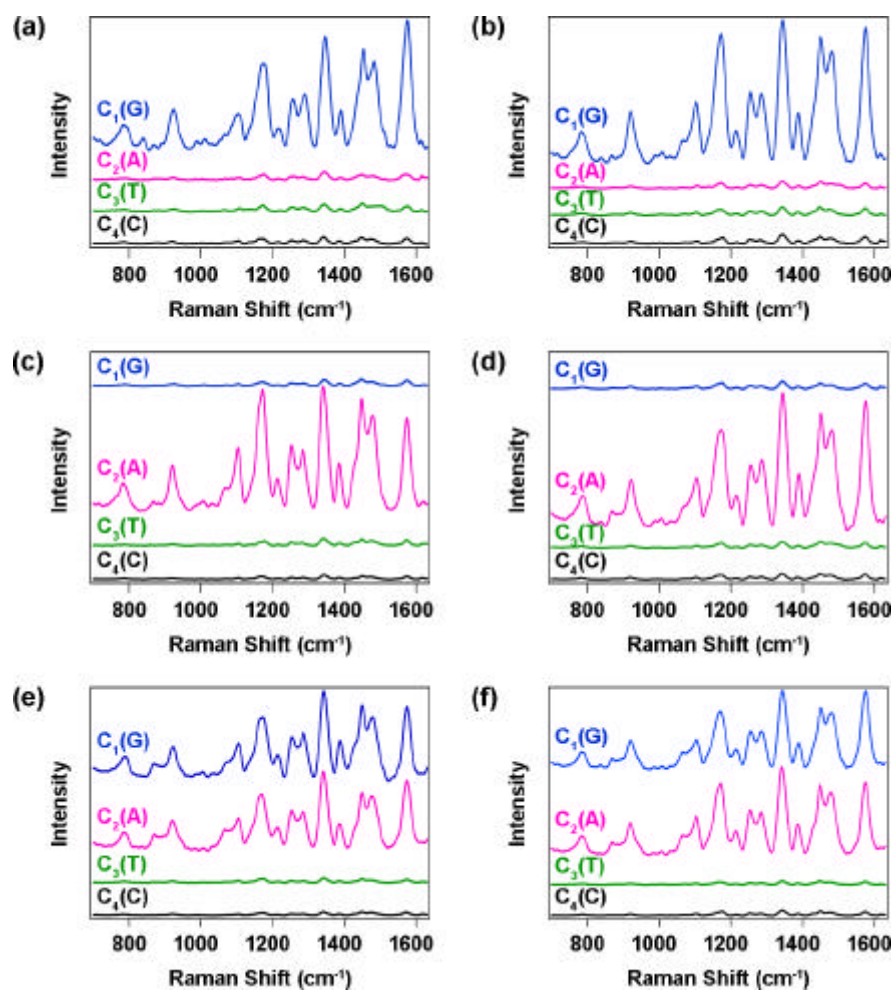 (a)
Intensity
C₁(G)
C₂(A)
C₃(T)
C₄(C)
800 1000 1200 1400 1600
Raman Shift (cm⁻¹)
(b)
Intensity
C₁(G)
C₂(A)
C₃(T)
C₄(C)
800 1000 1200 1400 1600
Raman Shift (cm⁻¹)
(c)
Intensity
C₁(G)
C₂(A)
C₃(T)
C₄(C)
800 1000 1200 1400 1600
Raman Shift (cm⁻¹)
(d)
Intensity
C₁(G)
C₂(A)
C₃(T)
C₄(C)
800 1000 1200 1400 1600
Raman Shift (cm⁻¹)
(e)
Intensity
C₁(G)
C₂(A)
C₃(T)
C₄(C)
800 1000 1200 1400 1600
Raman Shift (cm⁻¹)
(f)
Intensity
C₁(G)
C₂(A)
C₃(T)
C₄(C)
800 1000 1200 1400 1600
Raman Shift (cm⁻¹)